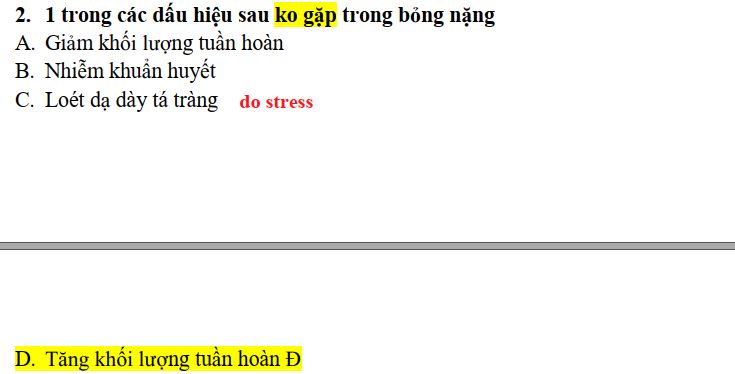 2. 1 trong các dấu hiệu sau ko gặp trong bỏng nặng
A. Giảm khối lượng tuần hoàn
B. Nhiễm khuẩn huyết
C. Loét dạ dày tá tràng do stress
D. Tăng khối lượng tuần hoàn Đ